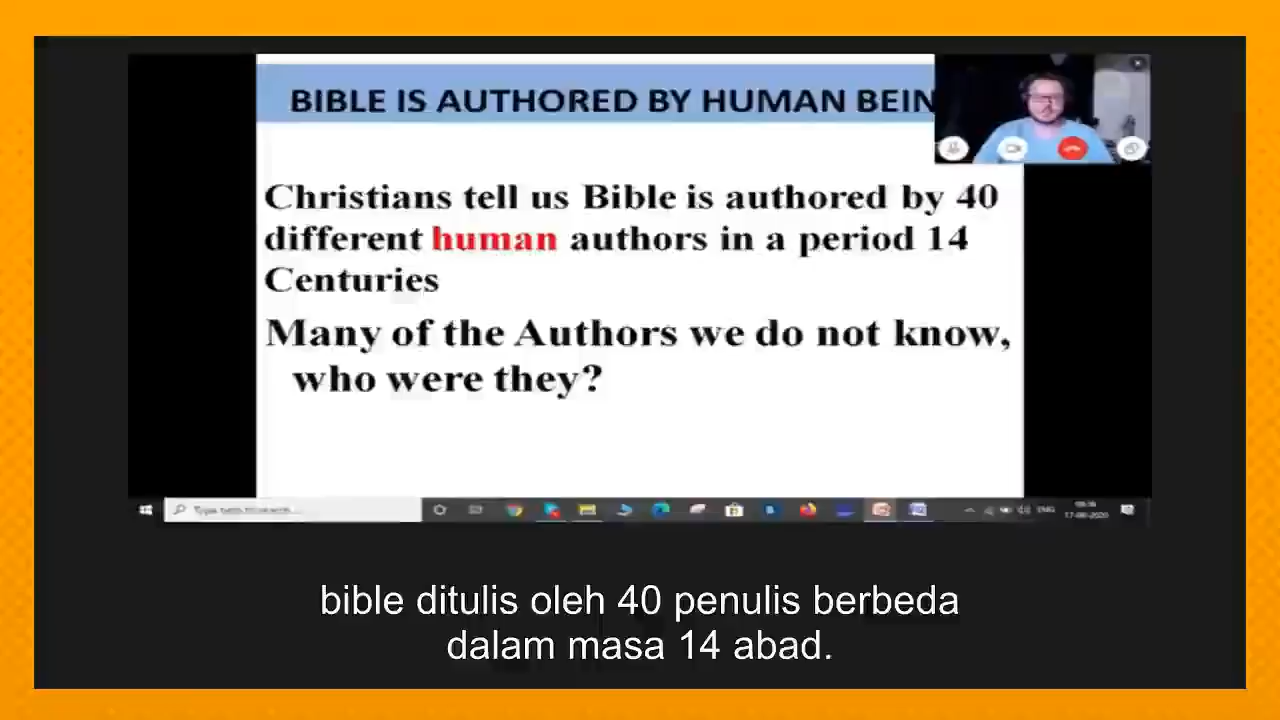 BIBLE IS AUTHORED BY HUMAN BEIN
Christians tell us Bible is authored by 40
different human authors in a period 14
Centuries
Many of the Authors we do not know,
who were they?
ENG
bible ditulis oleh 40 penulis berbeda
dalam masa 14 abad.